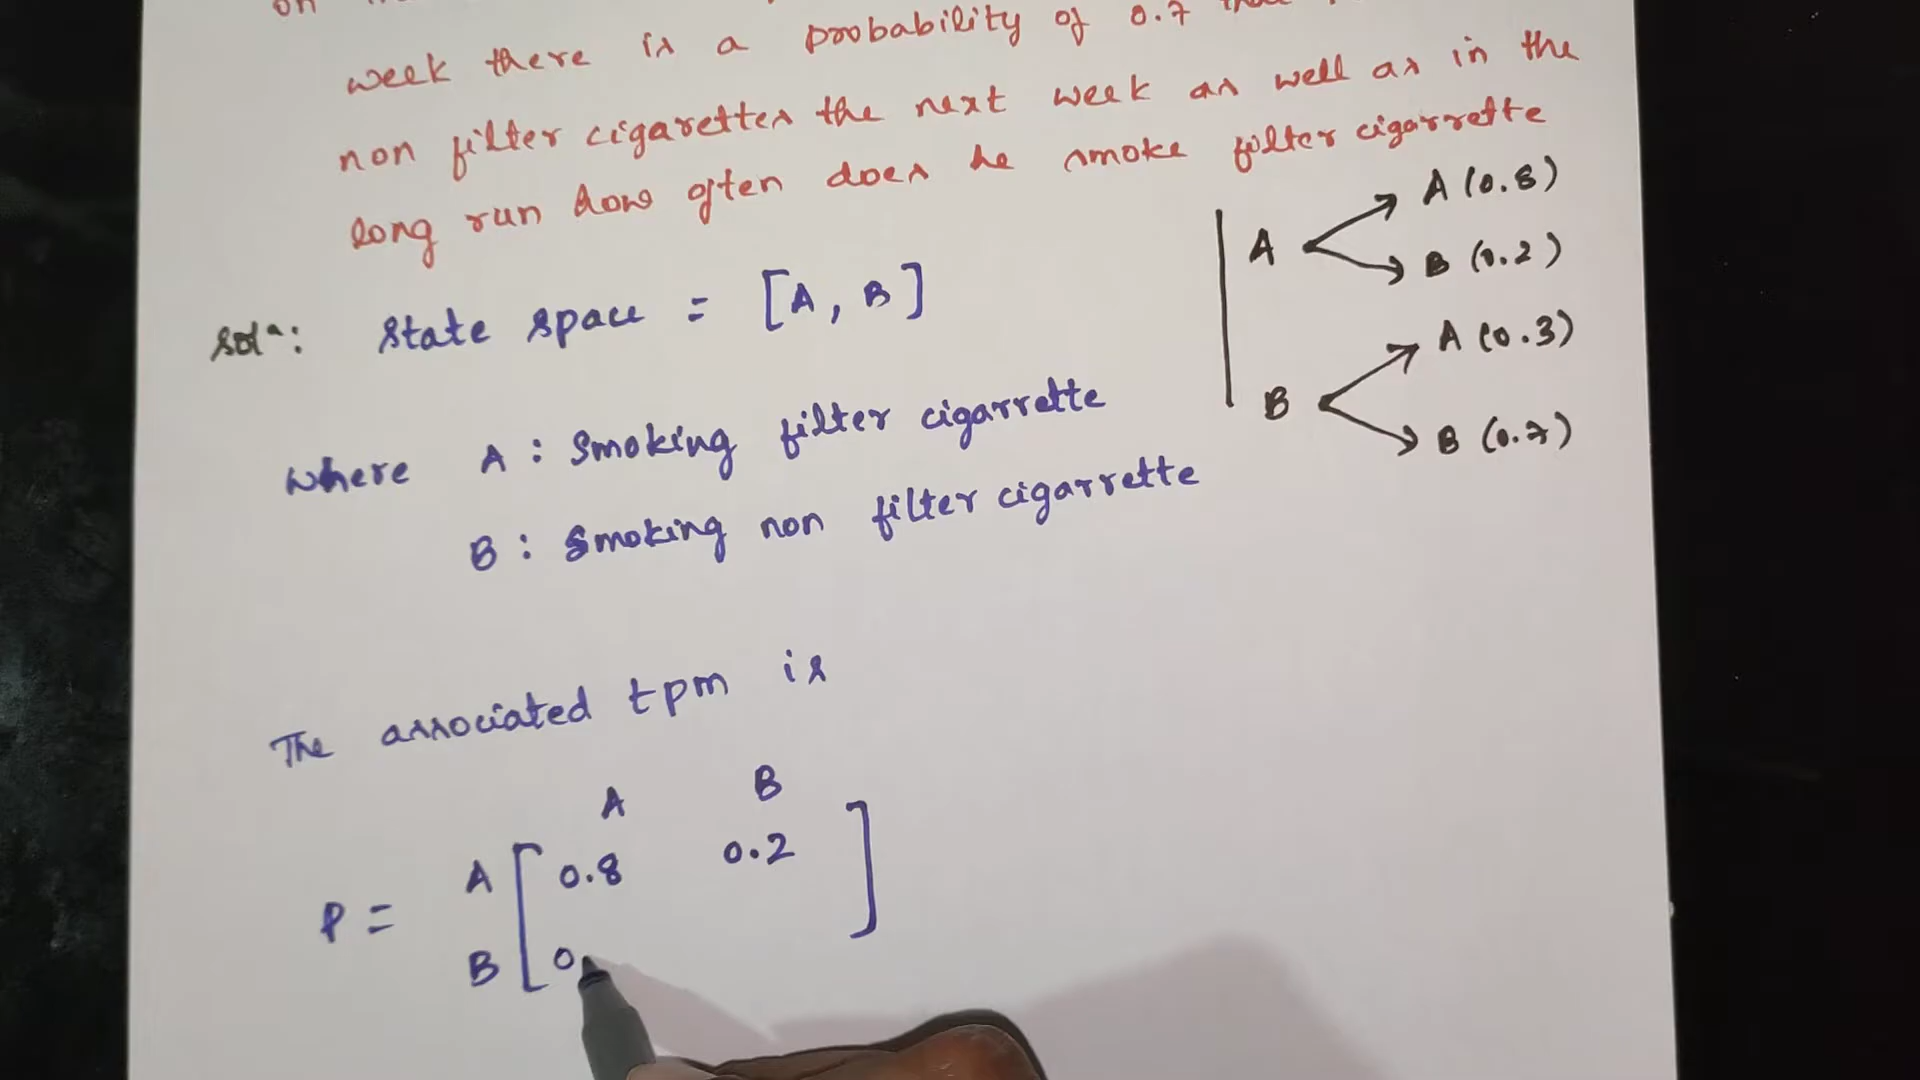 on
week there is a probability of 0.7 that
non filter cigarettes the next week as well as in the
long run how often does he smoke filter cigarrette
A A (0.8)
B (0.2)
B A (0.3)
B (0.7)
Solⁿ: State space = [A, B]
where A : Smoking filter cigarrette
B : Smoking non filter cigarrette
The associated tpm is
A B
P = A [0.8 0.2]
B [0.